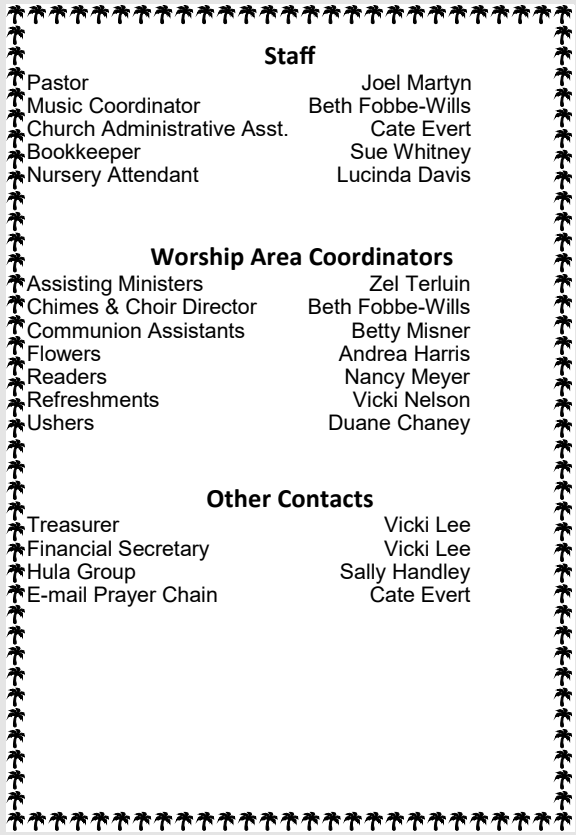 Staff
Pastor Joel Martyn
Music Coordinator Beth Fobbe-Wills
Church Administrative Asst. Cate Evert
Bookkeeper Sue Whitney
Nursery Attendant Lucinda Davis
Worship Area Coordinators
Assisting Ministers Zel Terluin
Chimes & Choir Director Beth Fobbe-Wills
Communion Assistants Betty Misner
Flowers Andrea Harris
Readers Nancy Meyer
Refreshments Vicki Nelson
Ushers Duane Chaney
Other Contacts
Treasurer Vicki Lee
Financial Secretary Vicki Lee
Hula Group Sally Handley
E-mail Prayer Chain Cate Evert